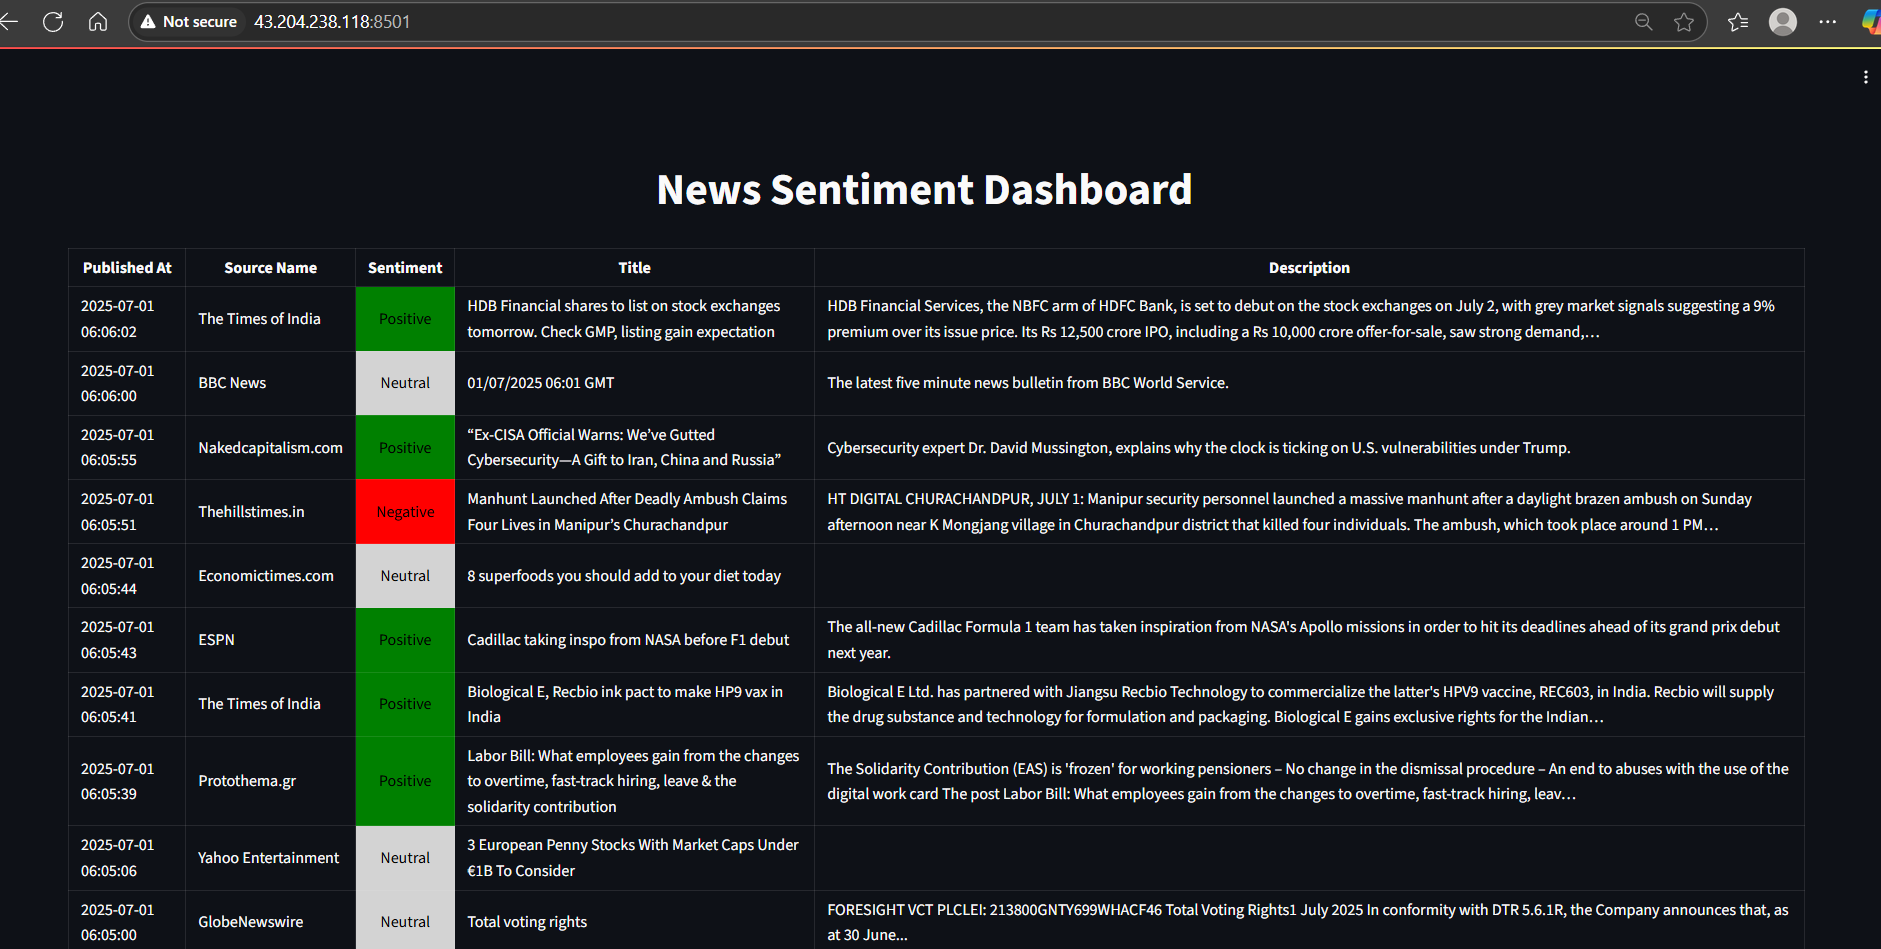 Not secure 43.204.238.118:8501
News Sentiment Dashboard
Published At Source Name Sentiment Title Description
2025-07-01
06:06:02
The Times of India
Positive
HDB Financial shares to list on stock exchanges
tomorrow. Check GMP, listing gain expectation
HDB Financial Services, the NBFC arm of HDFC Bank, is set to debut on the stock exchanges on July 2, with grey market signals suggesting a 9%
premium over its issue price. Its Rs 12,500 crore IPO, including a Rs 10,000 crore offer-for-sale, saw strong demand,…
2025-07-01
06:06:00
BBC News
Neutral
01/07/2025 06:01 GMT
The latest five minute news bulletin from BBC World Service.
2025-07-01
06:05:55
Nakedcapitalism.com
Positive
“Ex-CISA Official Warns: We’ve Gutted
Cybersecurity—A Gift to Iran, China and Russia”
Cybersecurity expert Dr. David Mussington, explains why the clock is ticking on U.S. vulnerabilities under Trump.
2025-07-01
06:05:51
Thehillstimes.in
Negative
Manhunt Launched After Deadly Ambush Claims
Four Lives in Manipur’s Churachandpur
HT DIGITAL CHURACHANDPUR, JULY 1: Manipur security personnel launched a massive manhunt after a daylight brazen ambush on Sunday
afternoon near K Mongjang village in Churachandpur district that killed four individuals. The ambush, which took place around 1 PM…
2025-07-01
06:05:44
Economictimes.com
Neutral
8 superfoods you should add to your diet today
2025-07-01
06:05:43
ESPN
Positive
Cadillac taking inspo from NASA before F1 debut
The all-new Cadillac Formula 1 team has taken inspiration from NASA's Apollo missions in order to hit its deadlines ahead of its grand prix debut
next year.
2025-07-01
06:05:41
The Times of India
Positive
Biological E, Recbio ink pact to make HP9 vax in
India
Biological E Ltd. has partnered with Jiangsu Recbio Technology to commercialize the latter's HPV9 vaccine, REC603, in India. Recbio will supply
the drug substance and technology for formulation and packaging. Biological E gains exclusive rights for the Indian…
2025-07-01
06:05:39
Protothema.gr
Positive
Labor Bill: What employees gain from the changes
to overtime, fast-track hiring, leave & the
solidarity contribution
The Solidarity Contribution (EAS) is 'frozen' for working pensioners – No change in the dismissal procedure – An end to abuses with the use of the
digital work card The post Labor Bill: What employees gain from the changes to overtime, fast-track hiring, leav…
2025-07-01
06:05:06
Yahoo Entertainment
Neutral
3 European Penny Stocks With Market Caps Under
€1B To Consider
2025-07-01
06:05:00
GlobeNewswire
Neutral
Total voting rights
FORESIGHT VCT PLCLEI: 213800GNTY699WHACF46 Total Voting Rights1 July 2025 In conformity with DTR 5.6.1R, the Company announces that, as
at 30 June...